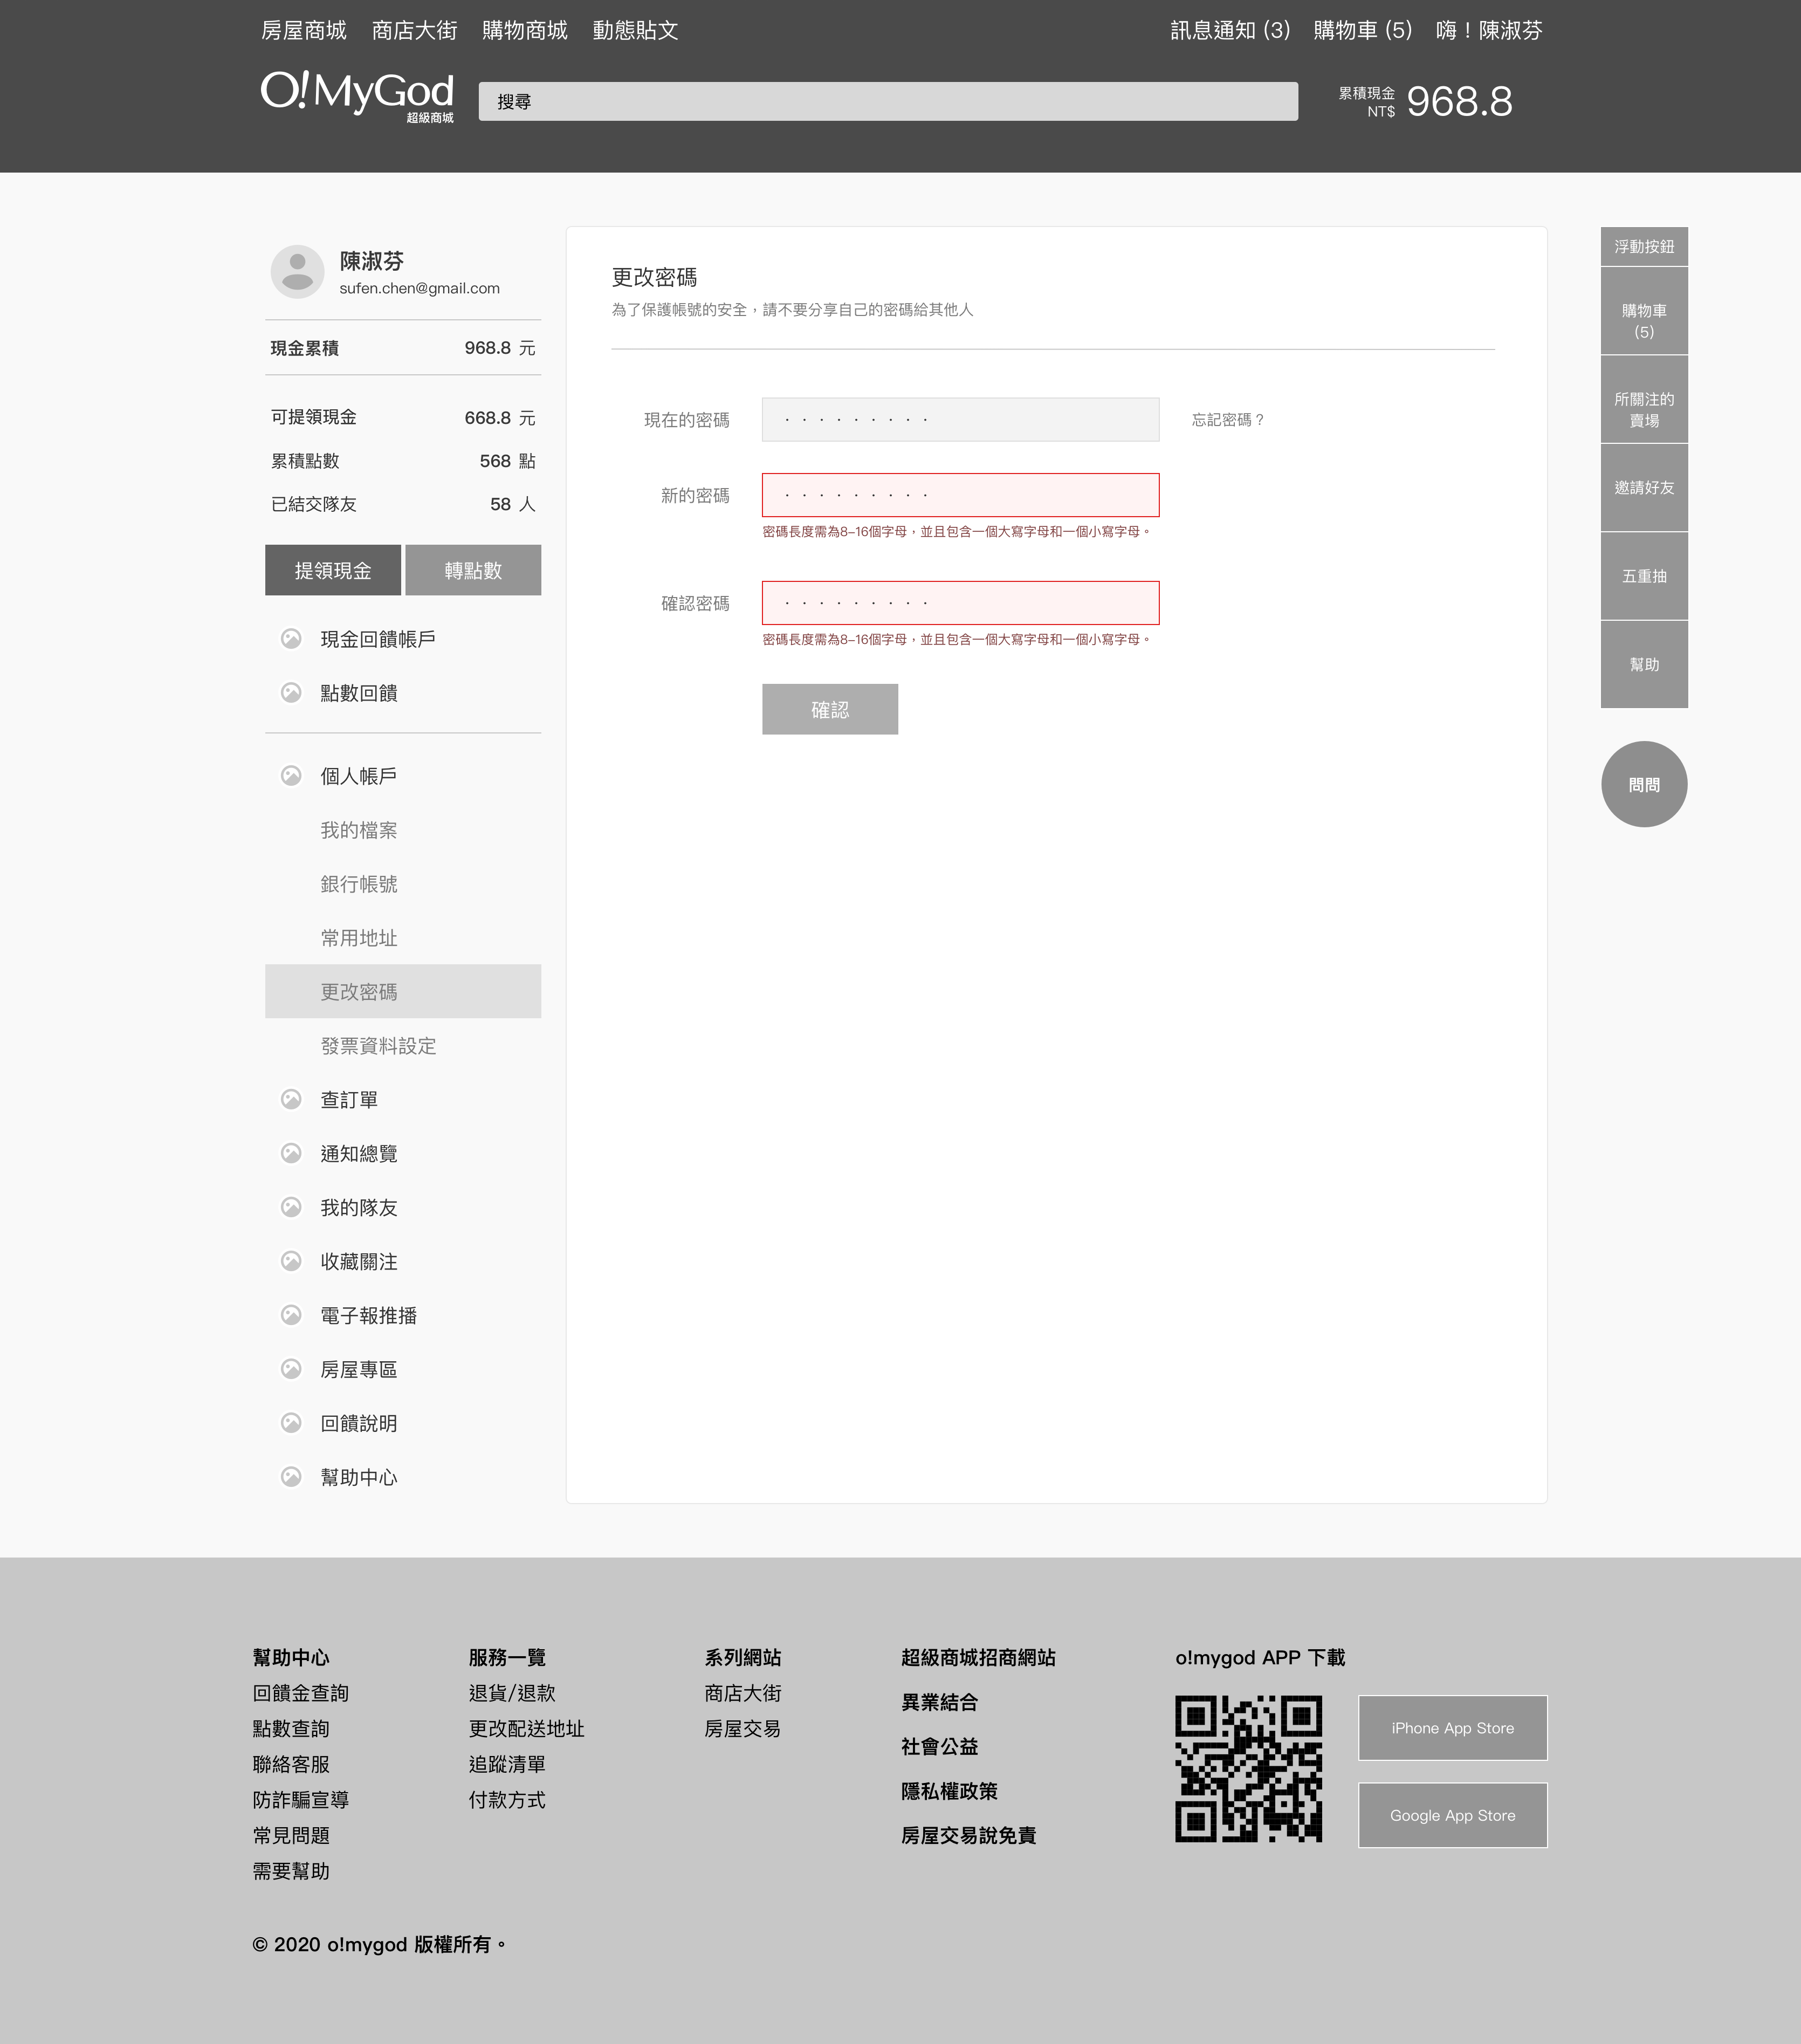 房屋商城 商店大街 購物商城 動態貼文 訊息通知 (3) 購物車 (5) 嗨！陳淑芬
O!MyGod
超級商城
搜尋
累積現金
NT$
968.8
陳淑芬
sufen.chen@gmail.com
現金累積 968.8 元
可提領現金 668.8 元
累積點數 568 點
已結交隊友 58 人
提領現金 轉點數
現金回饋帳戶
點數回饋
個人帳戶
我的檔案
銀行帳號
常用地址
更改密碼
發票資料設定
查訂單
通知總覽
我的隊友
收藏關注
電子報推播
房屋專區
回饋說明
幫助中心
更改密碼
為了保護帳號的安全，請不要分享自己的密碼給其他人
現在的密碼 · · · · · · · · · 忘記密碼？
新的密碼 · · · · · · · · ·
密碼長度需為8–16個字母，並且包含一個大寫字母和一個小寫字母。
確認密碼 · · · · · · · · ·
密碼長度需為8–16個字母，並且包含一個大寫字母和一個小寫字母。
確認
浮動按鈕
購物車
(5)
所關注的
賣場
邀請好友
五重抽
幫助
問問
幫助中心
回饋金查詢
點數查詢
聯絡客服
防詐騙宣導
常見問題
需要幫助
服務一覽
退貨/退款
更改配送地址
追蹤清單
付款方式
系列網站
商店大街
房屋交易
超級商城招商網站
異業結合
社會公益
隱私權政策
房屋交易說免責
o!mygod APP 下載
iPhone App Store
Google App Store
© 2020 o!mygod 版權所有。